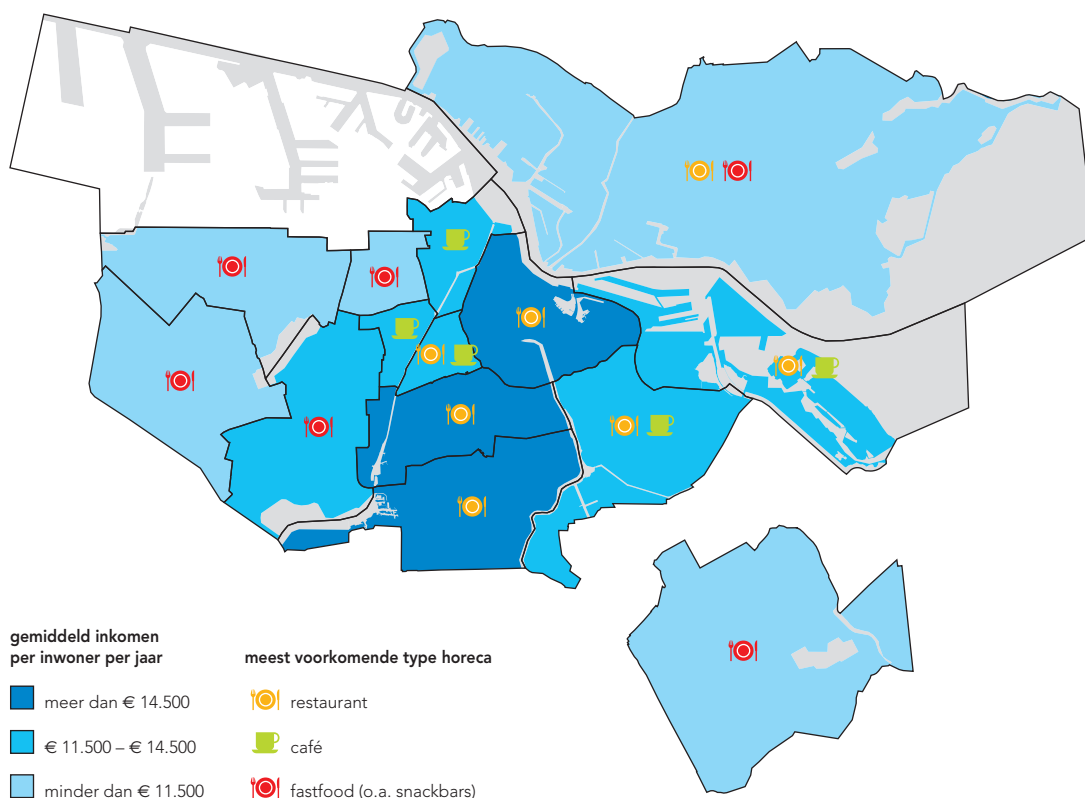 gemiddeld inkomen
per inwoner per jaar
meer dan € 14.500
€ 11.500 – € 14.500
minder dan € 11.500
meest voorkomende type horeca
restaurant
café
fastfood (o.a. snackbars)